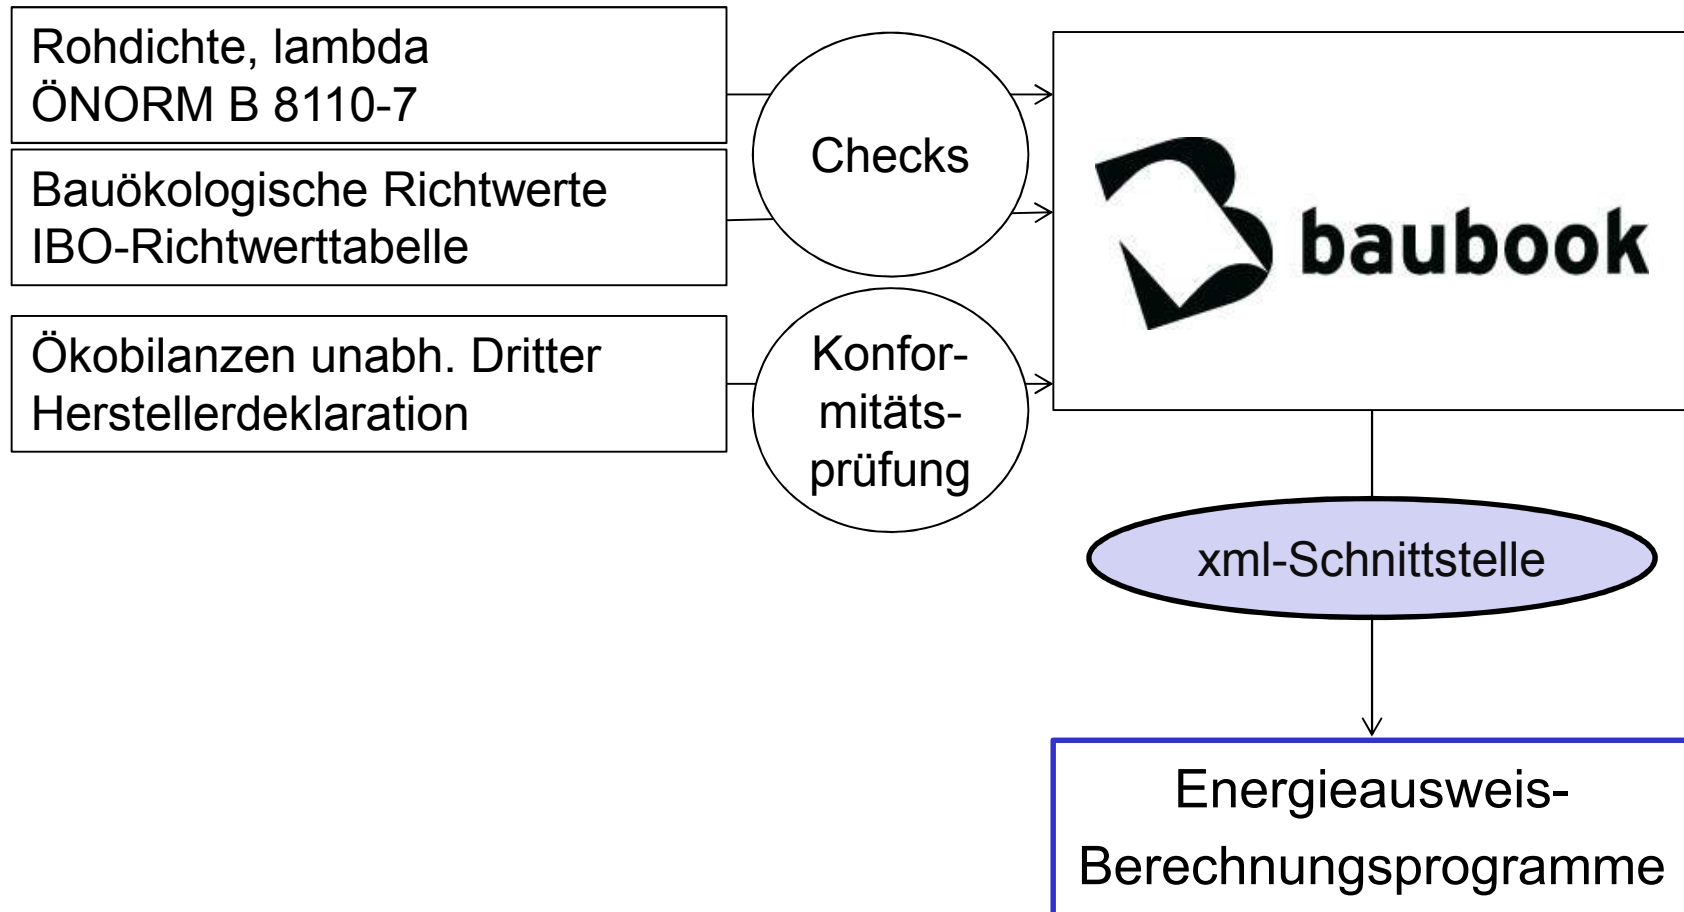 Rohdichte, lambda
ÖNORM B 8110-7
Bauökologische Richtwerte
IBO-Richtwerttabelle
Ökobilanzen unabh. Dritter
Herstellerdeklaration
Checks
Konfor-
mitäts-
prüfung
baubook
xml-Schnittstelle
Energieausweis-
Berechnungsprogramme